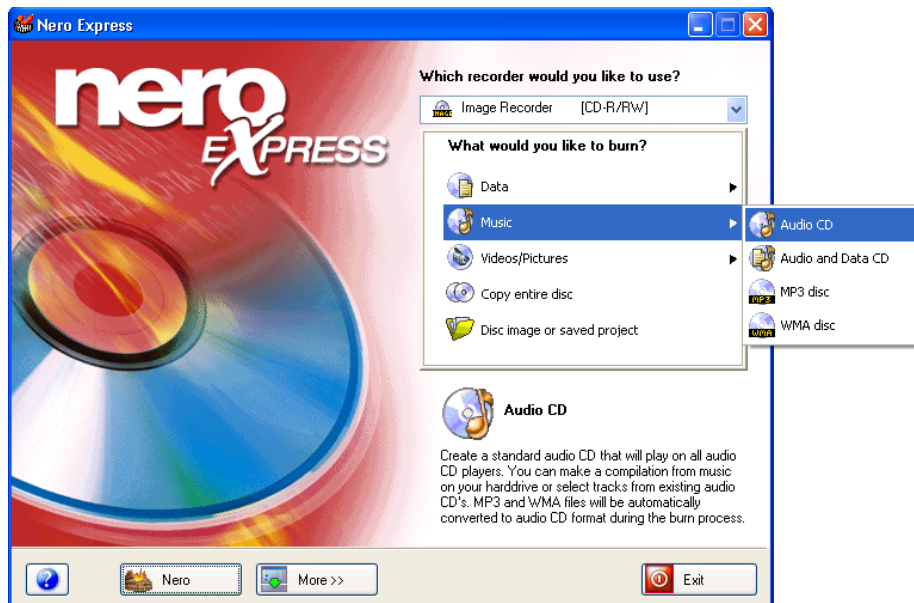 Nero Express
nero
EXPRESS
Which recorder would you like to use?
Image Recorder [CD-R/RW]
What would you like to burn?
Data
Music
Videos/Pictures
Copy entire disc
Disc image or saved project
Audio CD
Audio and Data CD
MP3 disc
WMA disc
Audio CD
Create a standard audio CD that will play on all audio
CD players. You can make a compilation from music
on your harddrive or select tracks from existing audio
CD's. MP3 and WMA files will be automatically
converted to audio CD format during the burn process.
Nero
More >>
Exit